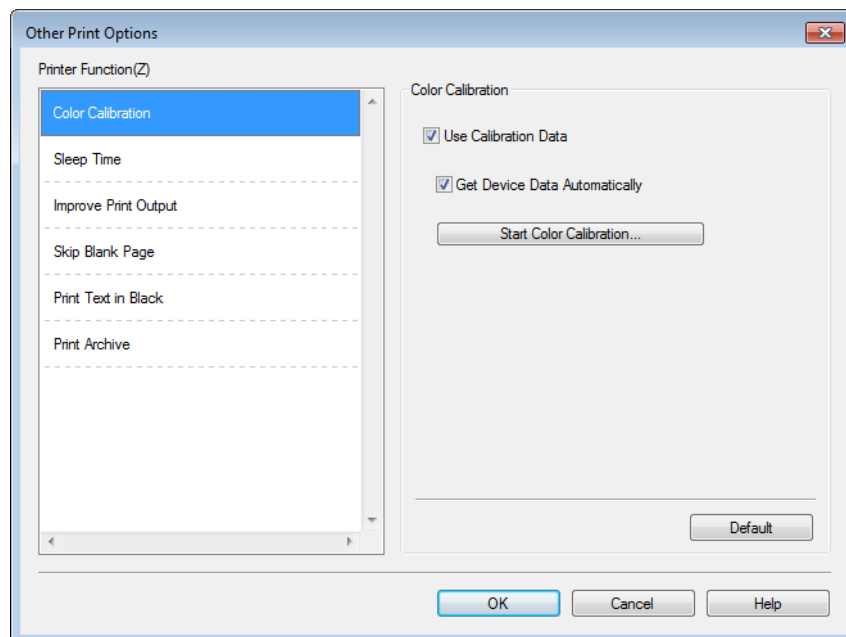 Other Print Options
Printer Function(Z)
Color Calibration
Sleep Time
Improve Print Output
Skip Blank Page
Print Text in Black
Print Archive
Color Calibration
Use Calibration Data
Get Device Data Automatically
Start Color Calibration...
Default
OK
Cancel
Help